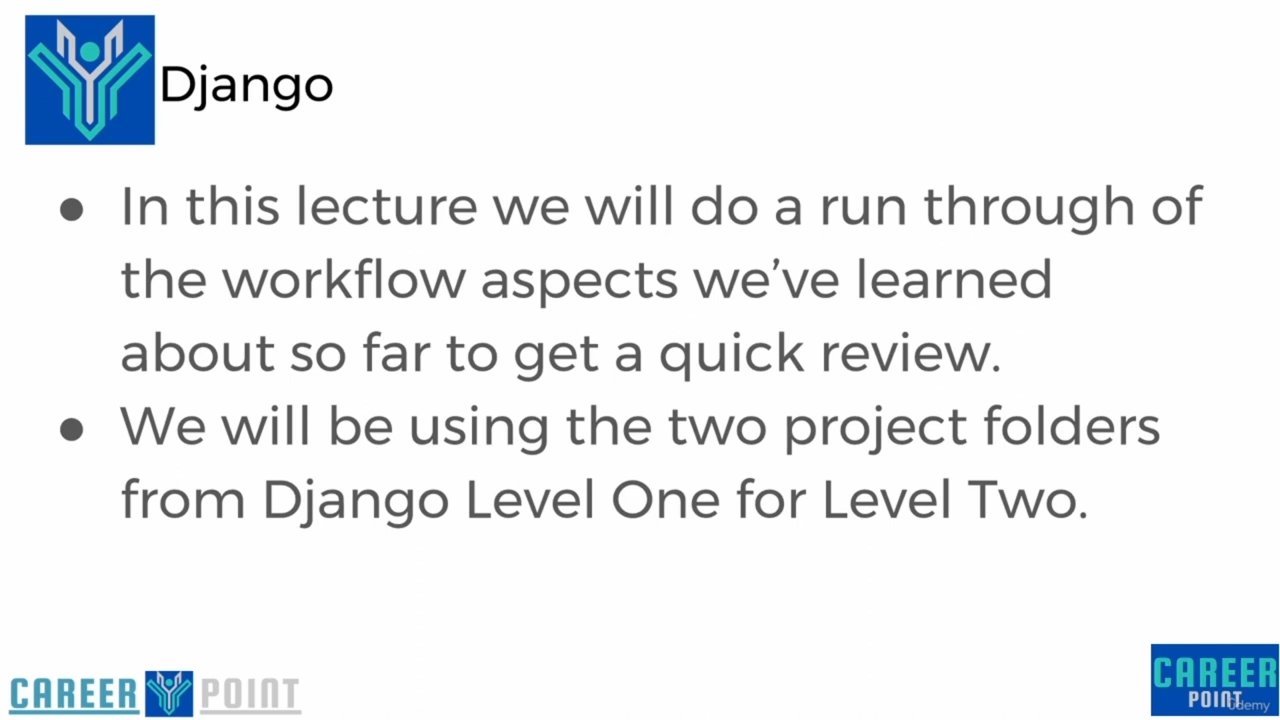 Django
● In this lecture we will do a run through of
the workflow aspects we’ve learned
about so far to get a quick review.
● We will be using the two project folders
from Django Level One for Level Two.
CAREER POINT
CAREER
POINT
ûdemy